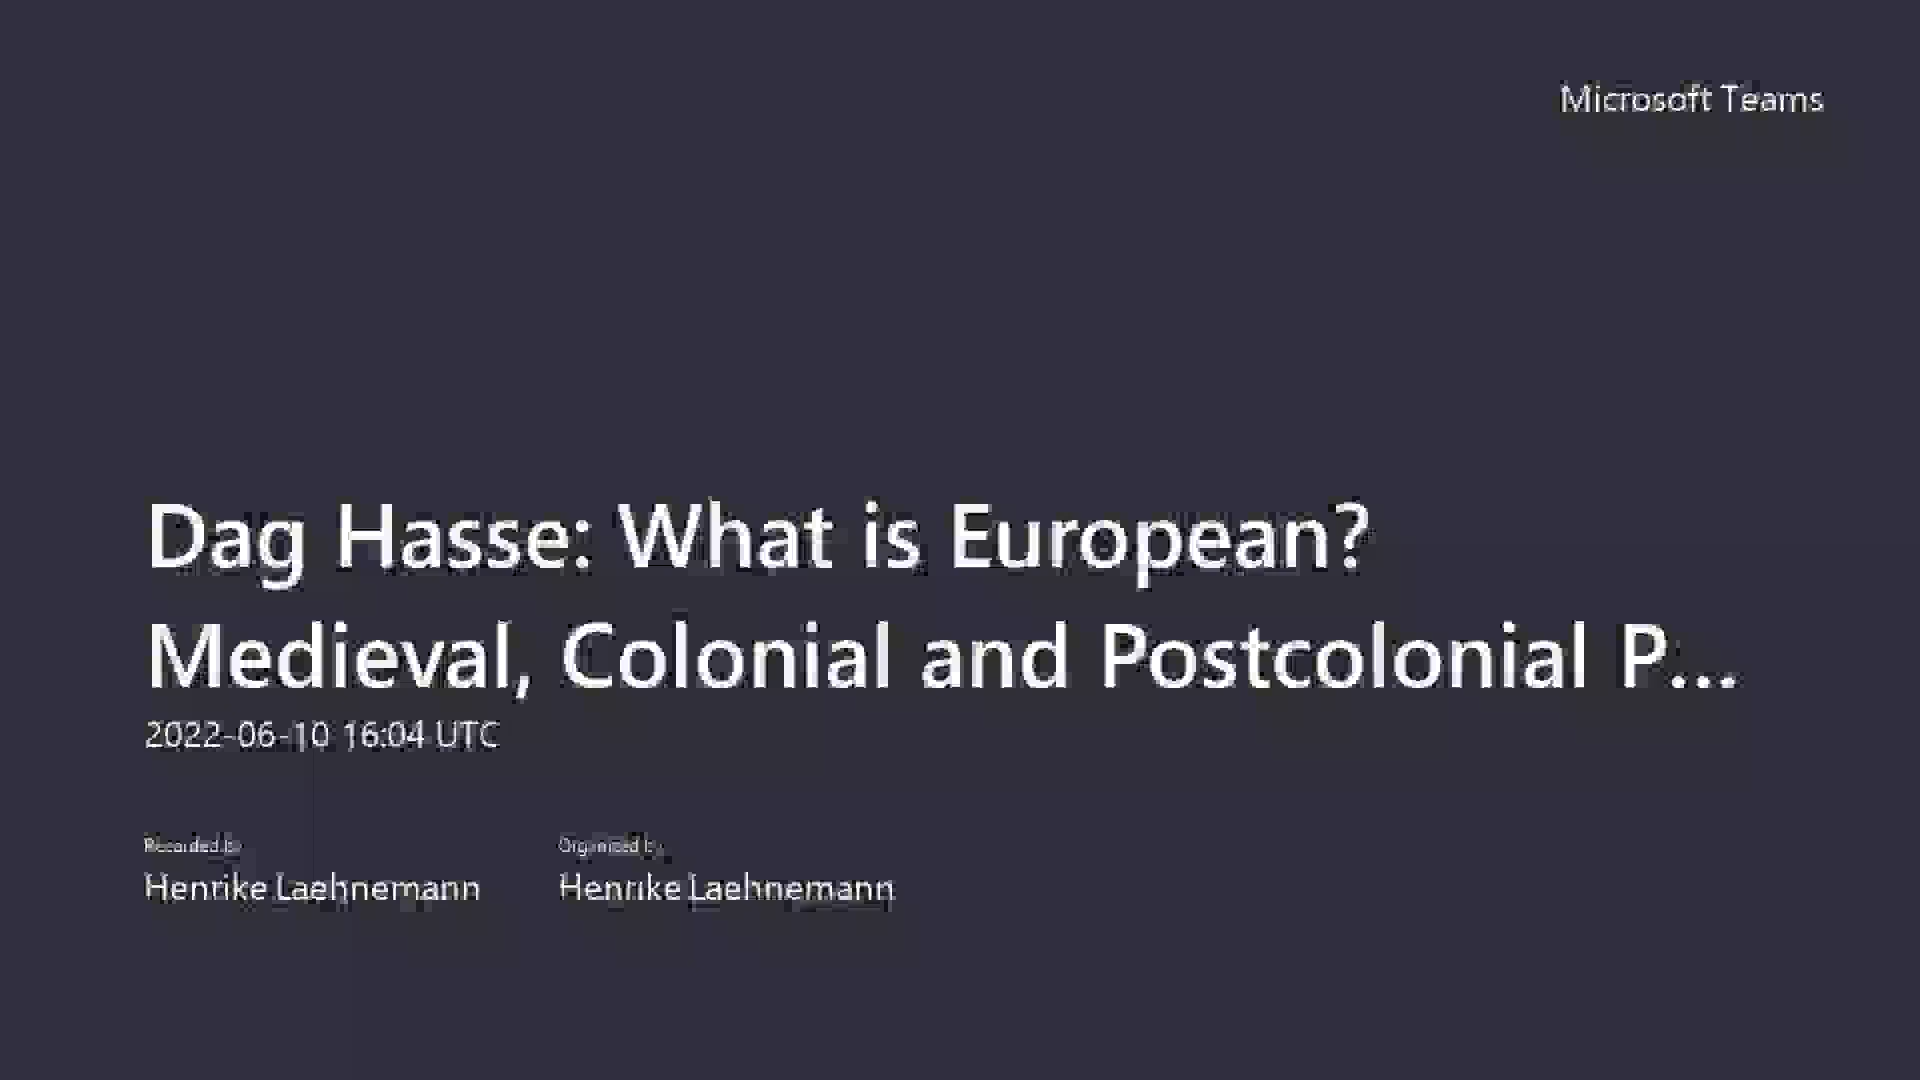 Microsoft Teams
Dag Hasse: What is European?
Medieval, Colonial and Postcolonial P...
2022-06-10 16:04 UTC
Recorded by
Organized by
Henrike Laehnemann
Henrike Laehnemann